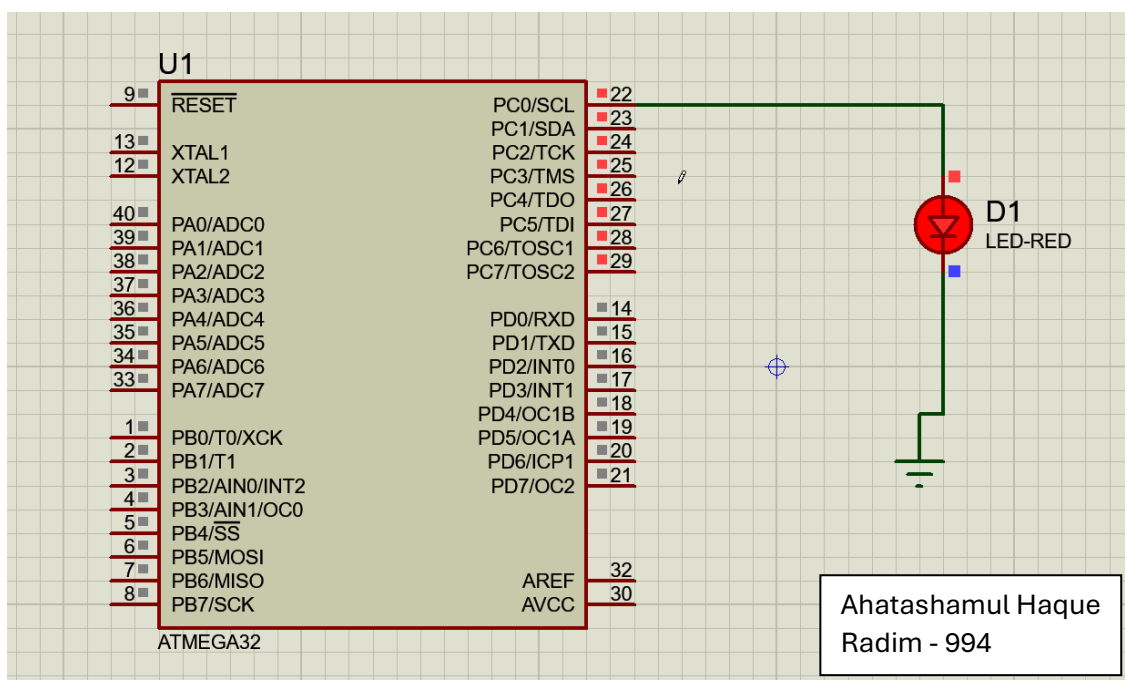 U1
9 RESET PC0/SCL 22
PC1/SDA 23
13 XTAL1 PC2/TCK 24
12 XTAL2 PC3/TMS 25
PC4/TDO 26
40 PA0/ADC0 PC5/TDI 27
39 PA1/ADC1 PC6/TOSC1 28
38 PA2/ADC2 PC7/TOSC2 29
37 PA3/ADC3
36 PA4/ADC4 PD0/RXD 14
35 PA5/ADC5 PD1/TXD 15
34 PA6/ADC6 PD2/INT0 16
33 PA7/ADC7 PD3/INT1 17
PD4/OC1B 18
1 PB0/T0/XCK PD5/OC1A 19
2 PB1/T1 PD6/ICP1 20
3 PB2/AIN0/INT2 PD7/OC2 21
4 PB3/AIN1/OC0
5 PB4/SS
6 PB5/MOSI
7 PB6/MISO AREF 32
8 PB7/SCK AVCC 30
ATMEGA32
D1
LED-RED
Ahatashamul Haque
Radim - 994